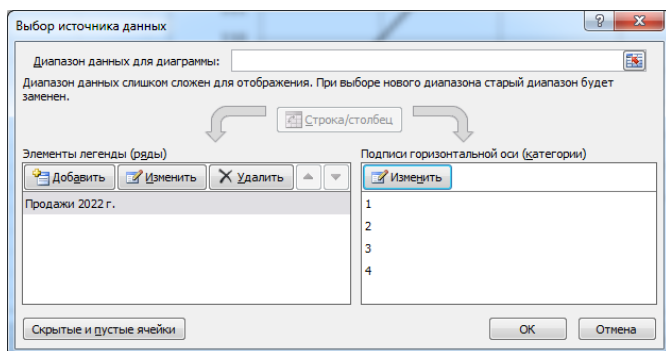 Выбор источника данных
Диапазон данных для диаграммы:
Диапазон данных слишком сложен для отображения. При выборе нового диапазона старый диапазон будет
заменен.
Строка/столбец
Элементы легенды (ряды)
Подписи горизонтальной оси (категории)
Добавить Изменить Удалить
Изменить
Продажи 2022 г.
1
2
3
4
Скрытые и пустые ячейки
ОК
Отмена